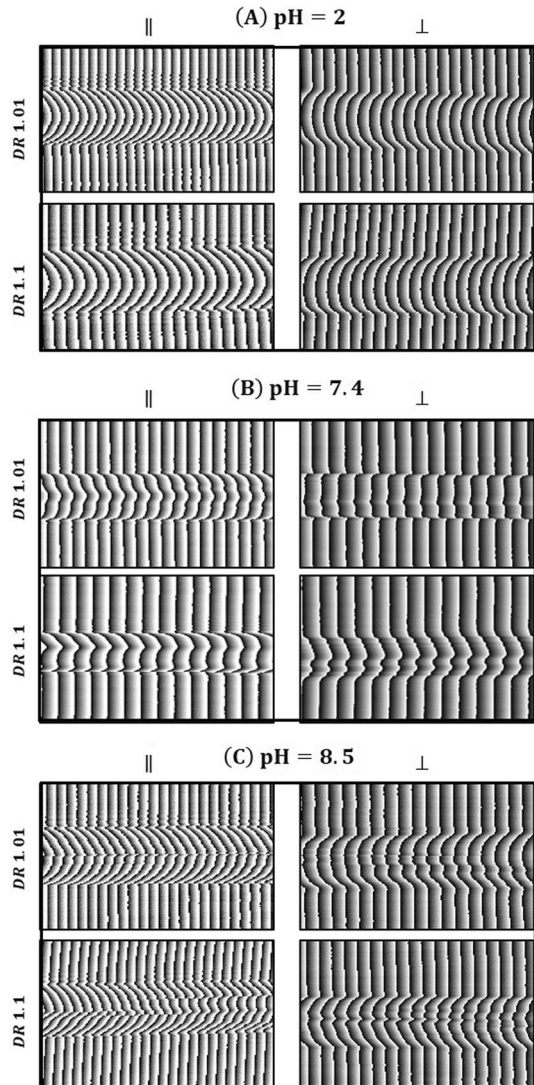 (A) pH = 2
∥ ⊥
DR 1.01
DR 1.1
(B) pH = 7.4
∥ ⊥
DR 1.01
DR 1.1
(C) pH = 8.5
∥ ⊥
DR 1.01
DR 1.1